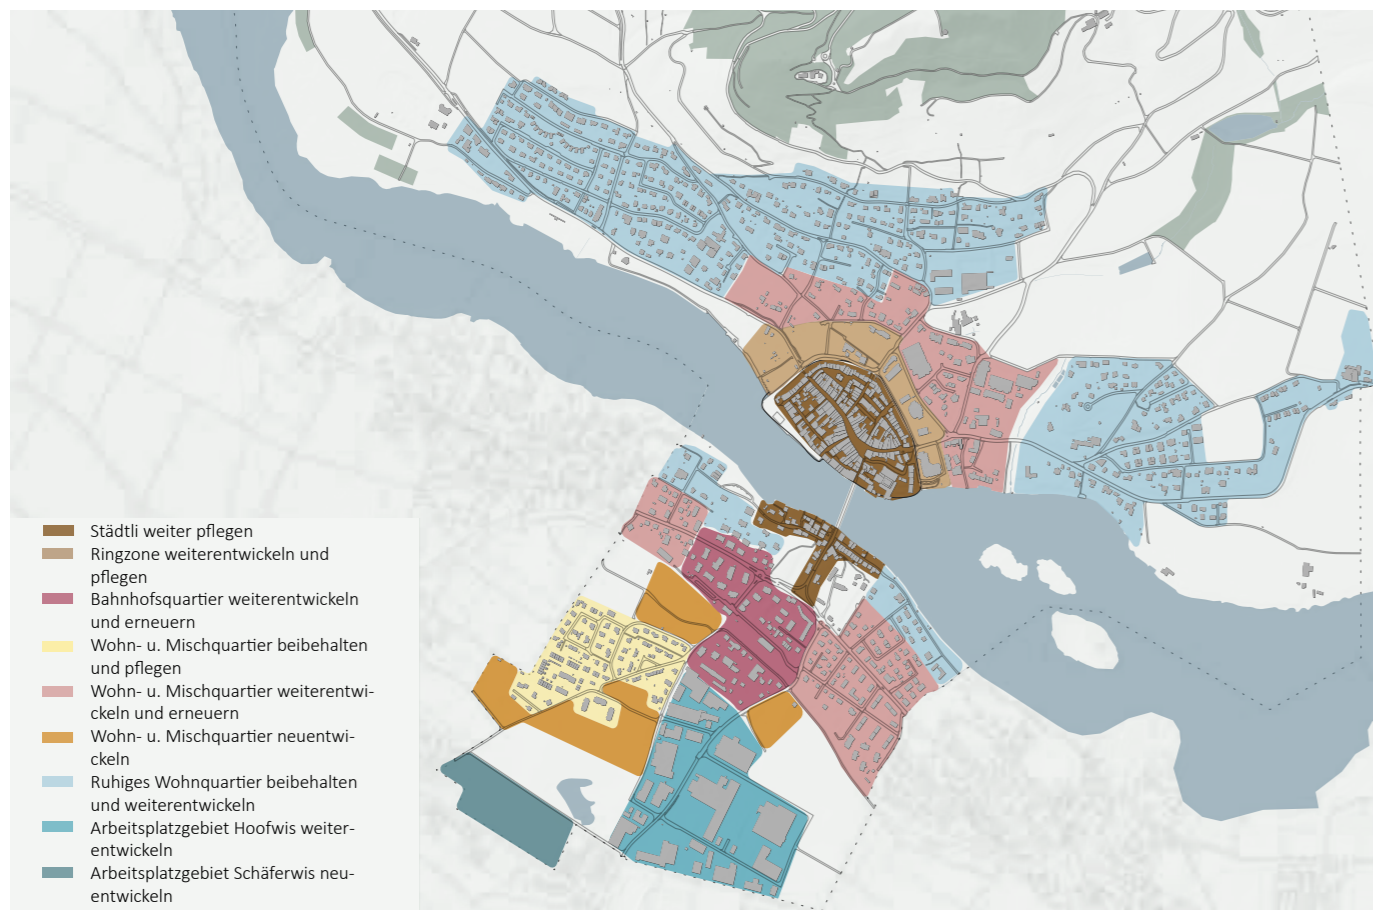 Städtli weiter pflegen
Ringzone weiterentwickeln und
pflegen
Bahnhofsquartier weiterentwickeln
und erneuern
Wohn- u. Mischquartier beibehalten
und pflegen
Wohn- u. Mischquartier weiterentwi-
ckeln und erneuern
Wohn- u. Mischquartier neuentwi-
ckeln
Ruhiges Wohnquartier beibehalten
und weiterentwickeln
Arbeitsplatzgebiet Hoofwis weiter-
entwickeln
Arbeitsplatzgebiet Schäferwis neu-
entwickeln